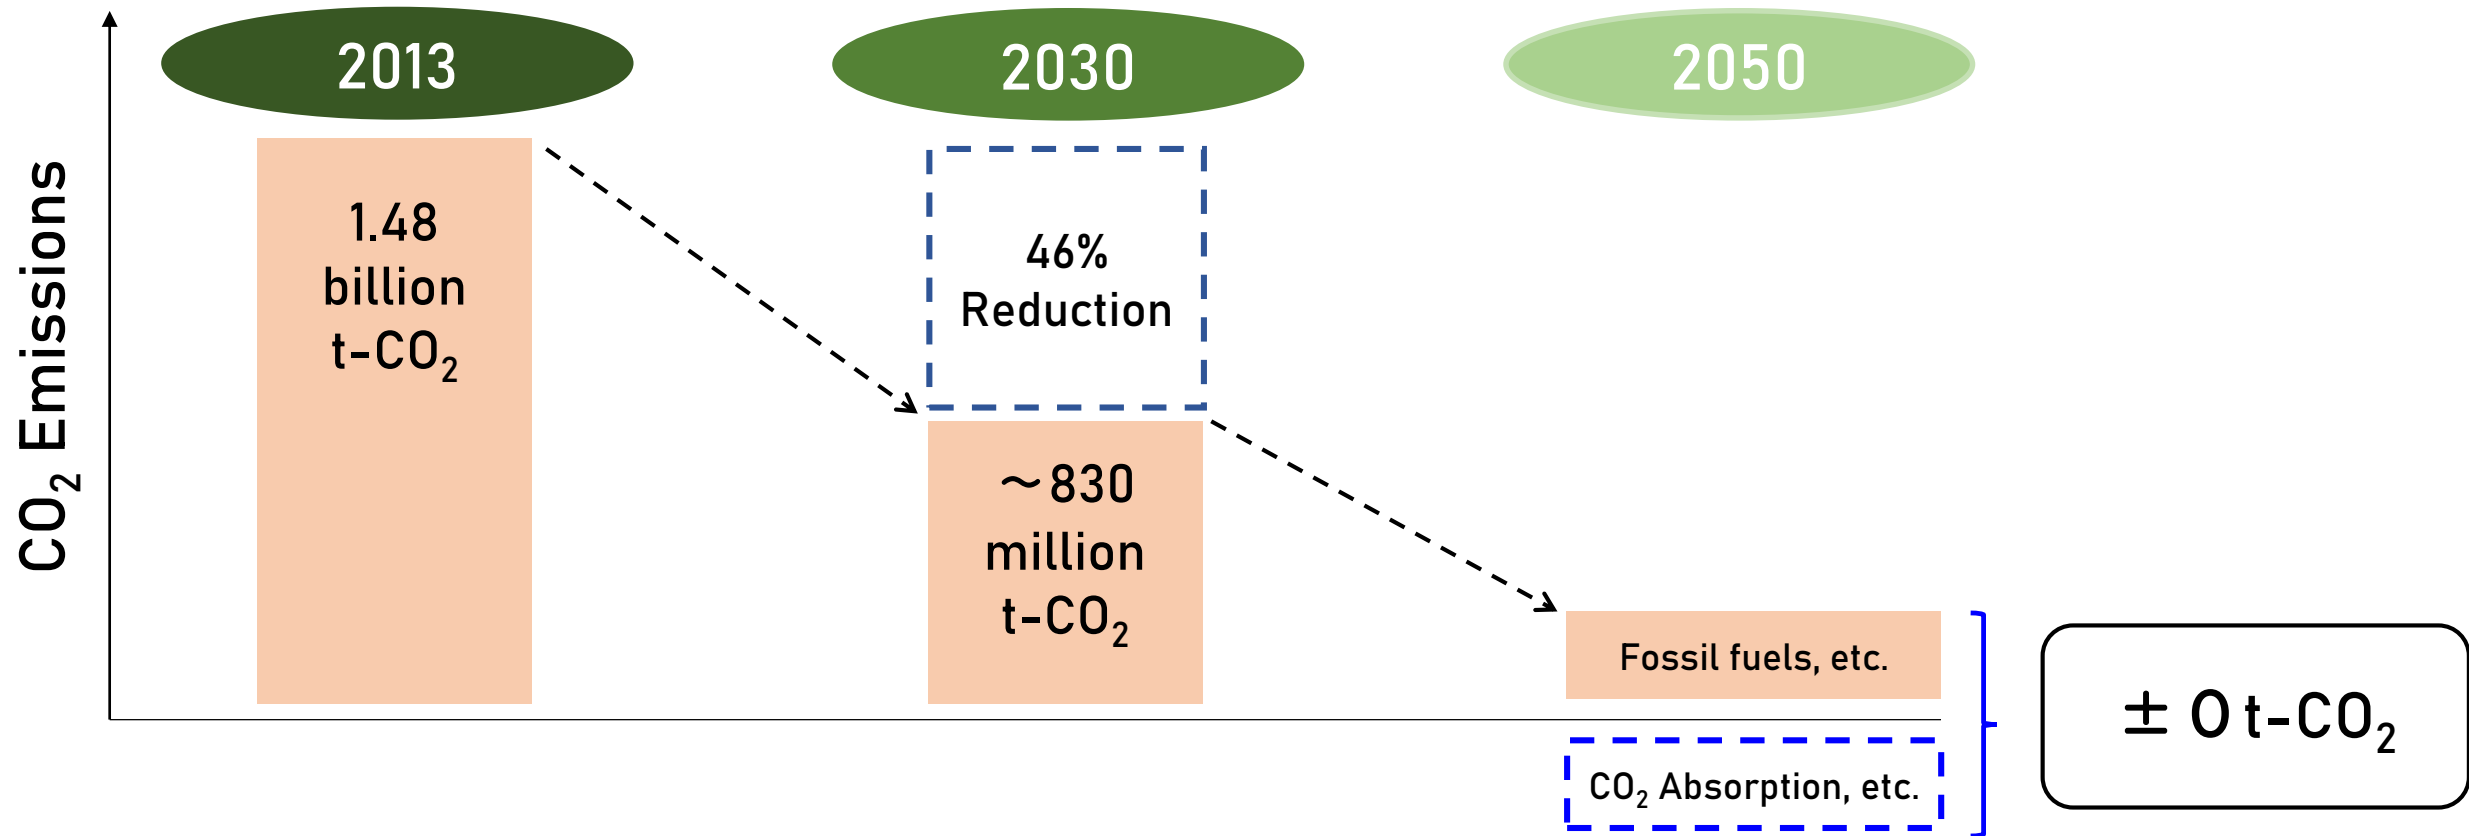 2013
2030
2050
CO₂ Emissions
1.48
billion
t-CO₂
46%
Reduction
～830
million
t-CO₂
Fossil fuels, etc.
CO₂ Absorption, etc.
± 0 t-CO₂